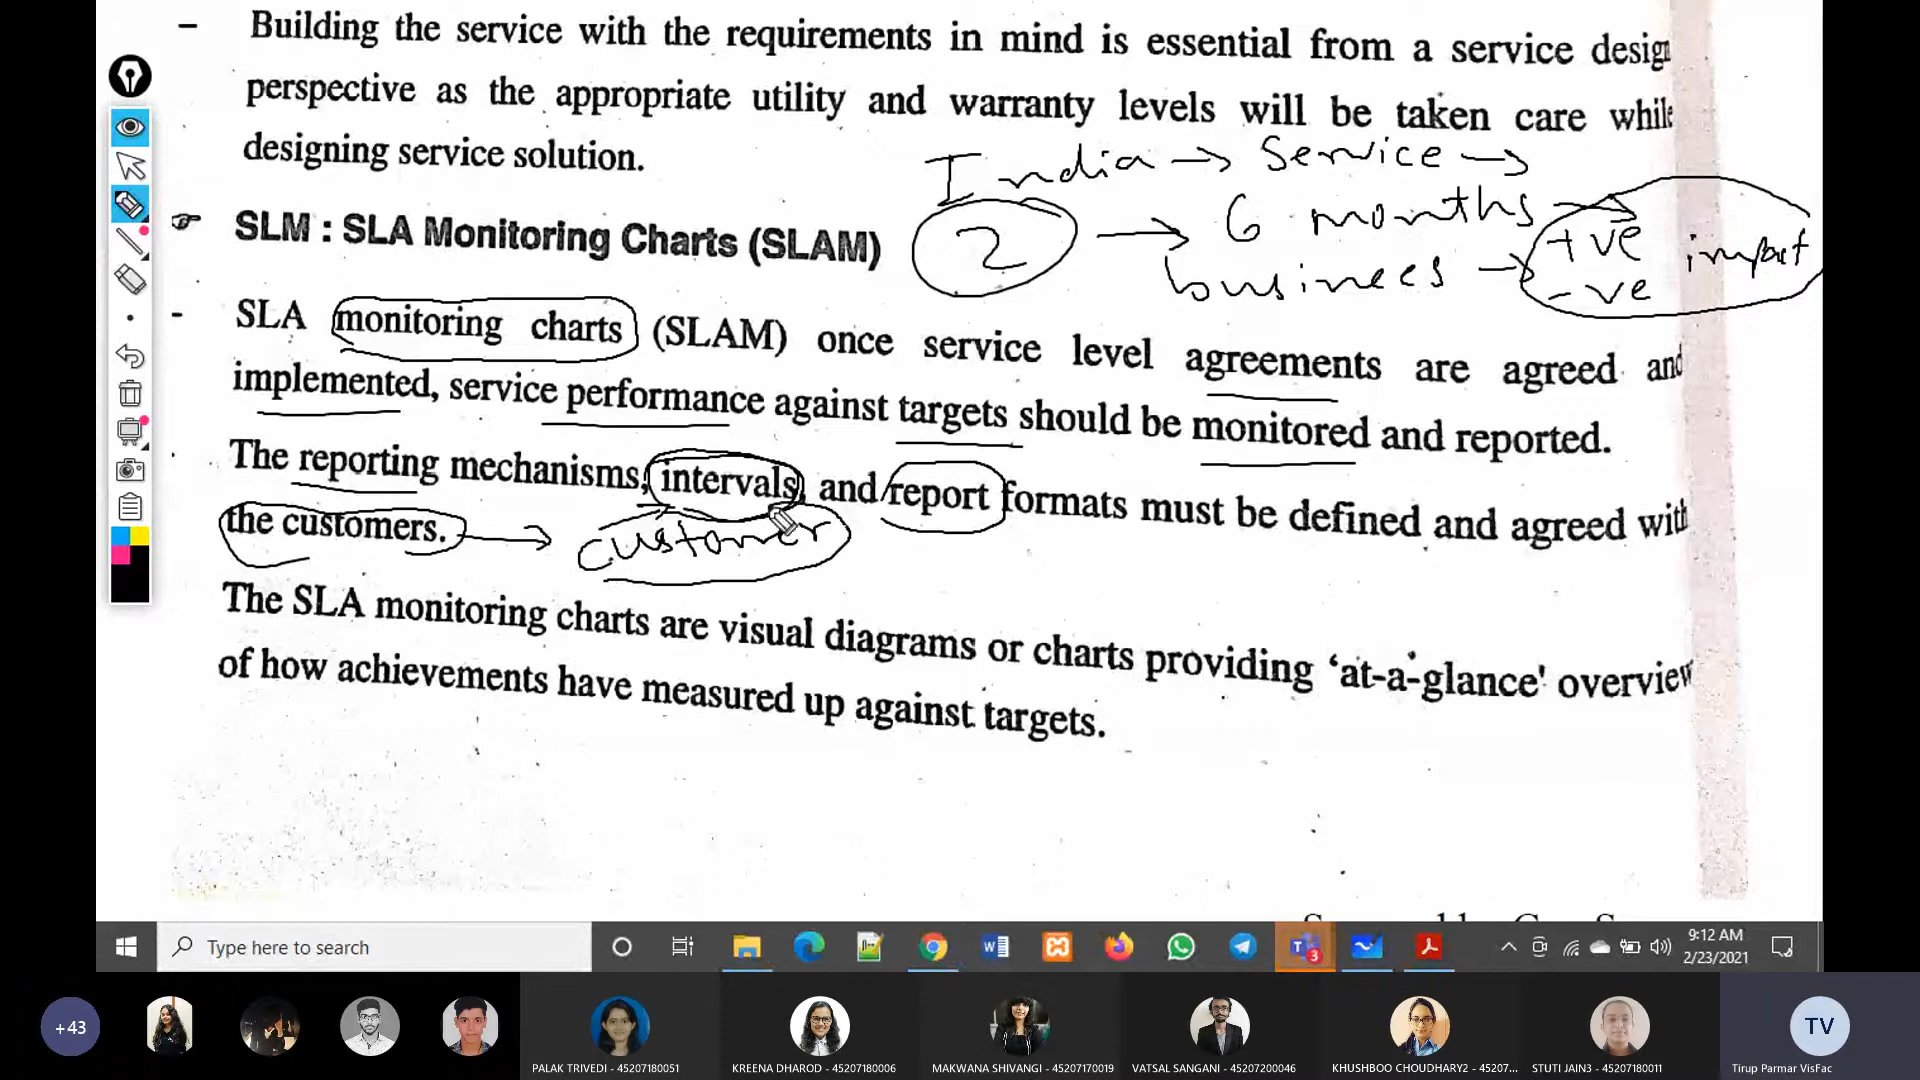 - Building the service with the requirements in mind is essential from a service design
perspective as the appropriate utility and warranty levels will be taken care while
designing service solution.
India → Service →
2 → 6 months →
business → +ve
-ve impact
☞ SLM : SLA Monitoring Charts (SLAM)
- SLA monitoring charts (SLAM) once service level agreements are agreed and
implemented, service performance against targets should be monitored and reported.
The reporting mechanisms, intervals, and report formats must be defined and agreed with
the customers. → customer
The SLA monitoring charts are visual diagrams or charts providing 'at-a-glance' overview
of how achievements have measured up against targets.
Type here to search
3
9:12 AM
2/23/2021
+43
PALAK TRIVEDI - 45207180051
KREENA DHAROD - 45207180006
MAKWANA SHIVANGI - 45207170019
VATSAL SANGANI - 45207200046
KHUSHBOO CHOUDHARY2 - 45207...
STUTI JAIN3 - 45207180011
TV
Tirup Parmar VisFac